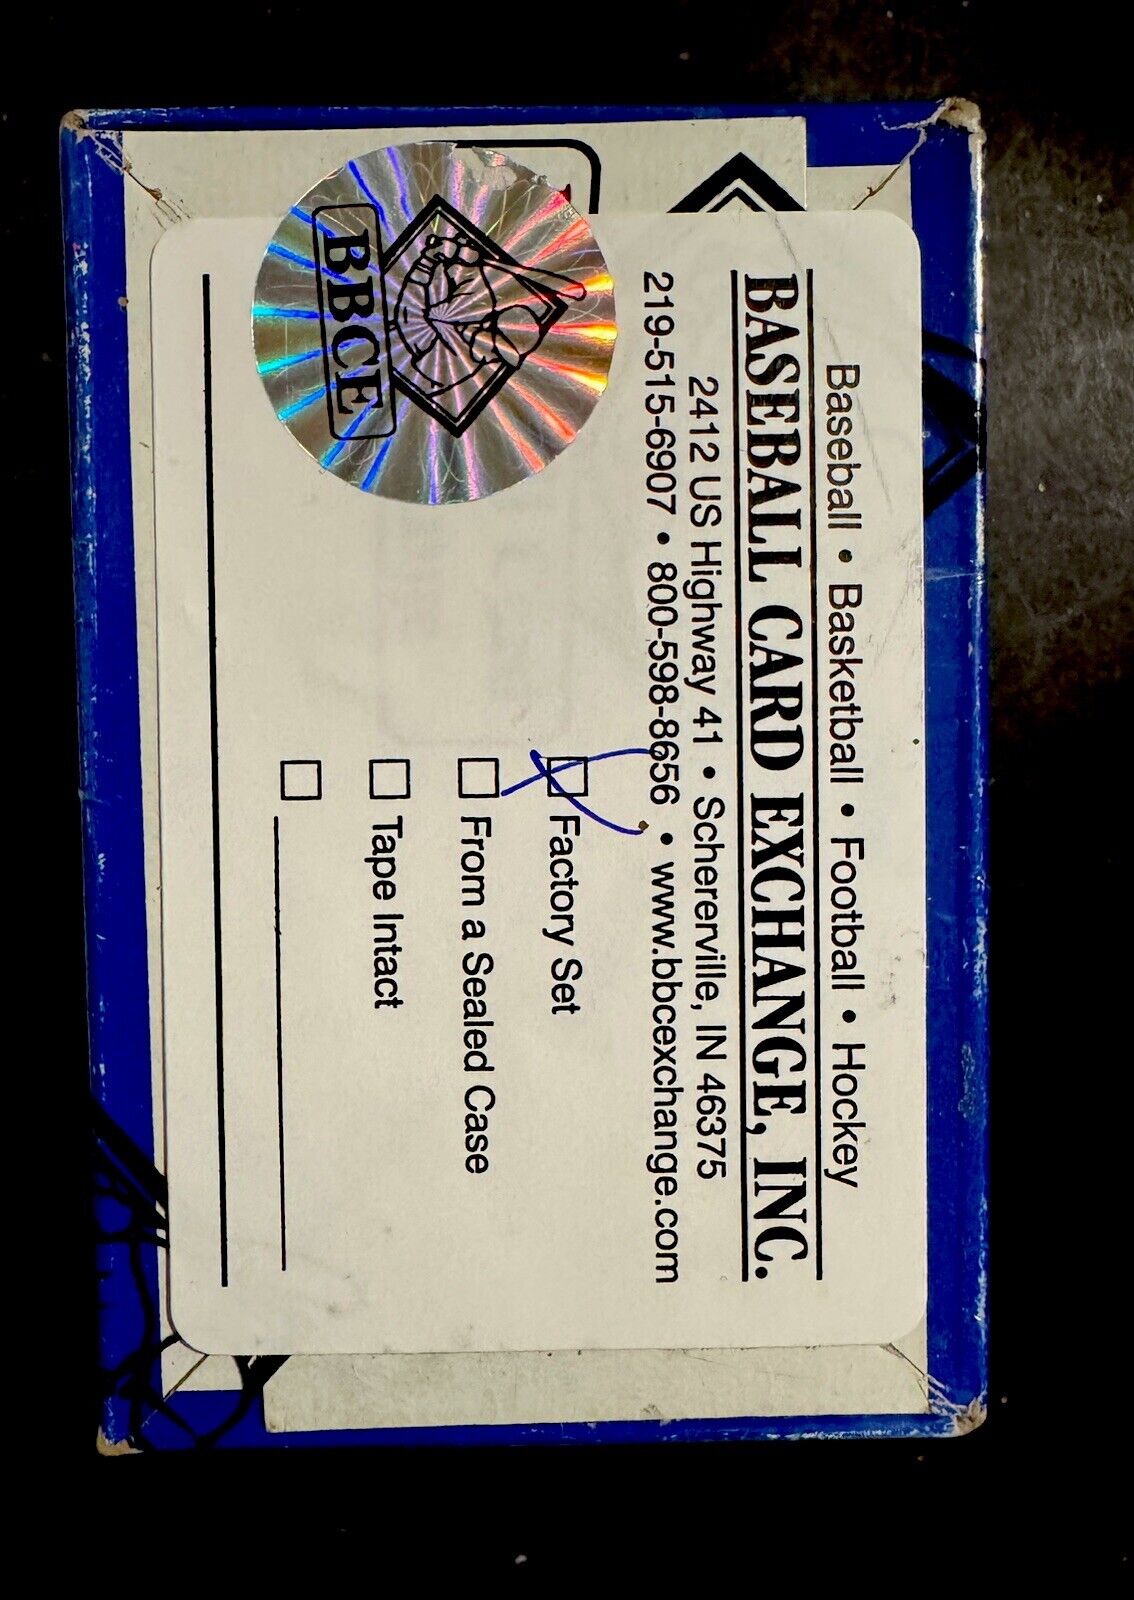 Baseball • Basketball • Football • Hockey
BASEBALL CARD EXCHANGE, INC.
2412 US Highway 41 • Schererville, IN 46375
219-515-6907 • 800-598-8656 • www.bbcexchange.com
Factory Set
From a Sealed Case
Tape Intact
BBCE